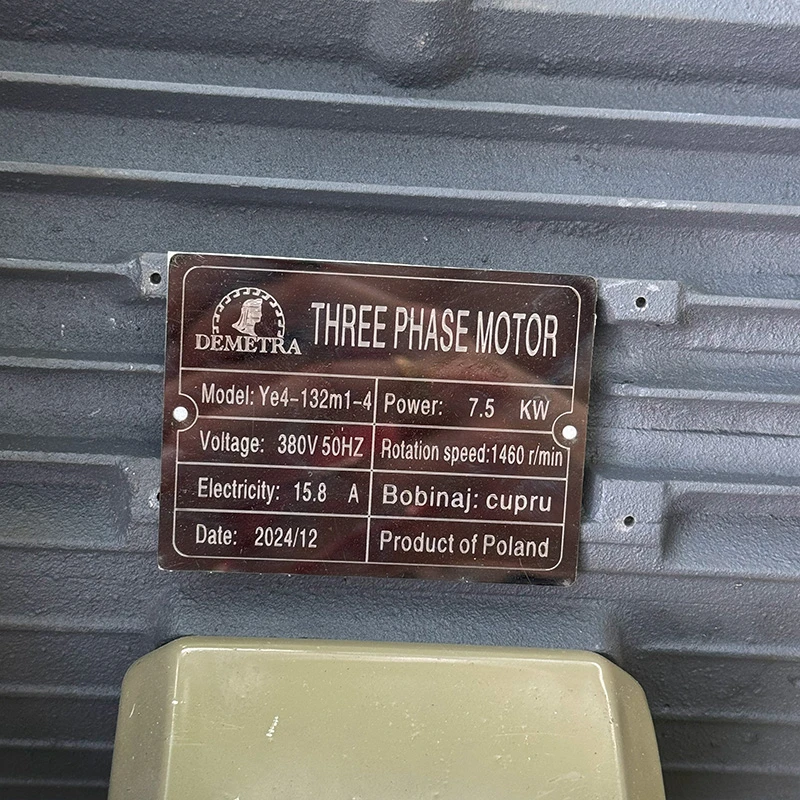 DEMETRA
THREE PHASE MOTOR
Model: Ye4-132m1-4
Power: 7.5 KW
Voltage: 380V 50HZ
Rotation speed:1460 r/min
Electricity: 15.8 A
Bobinaj: cupru
Date: 2024/12
Product of Poland